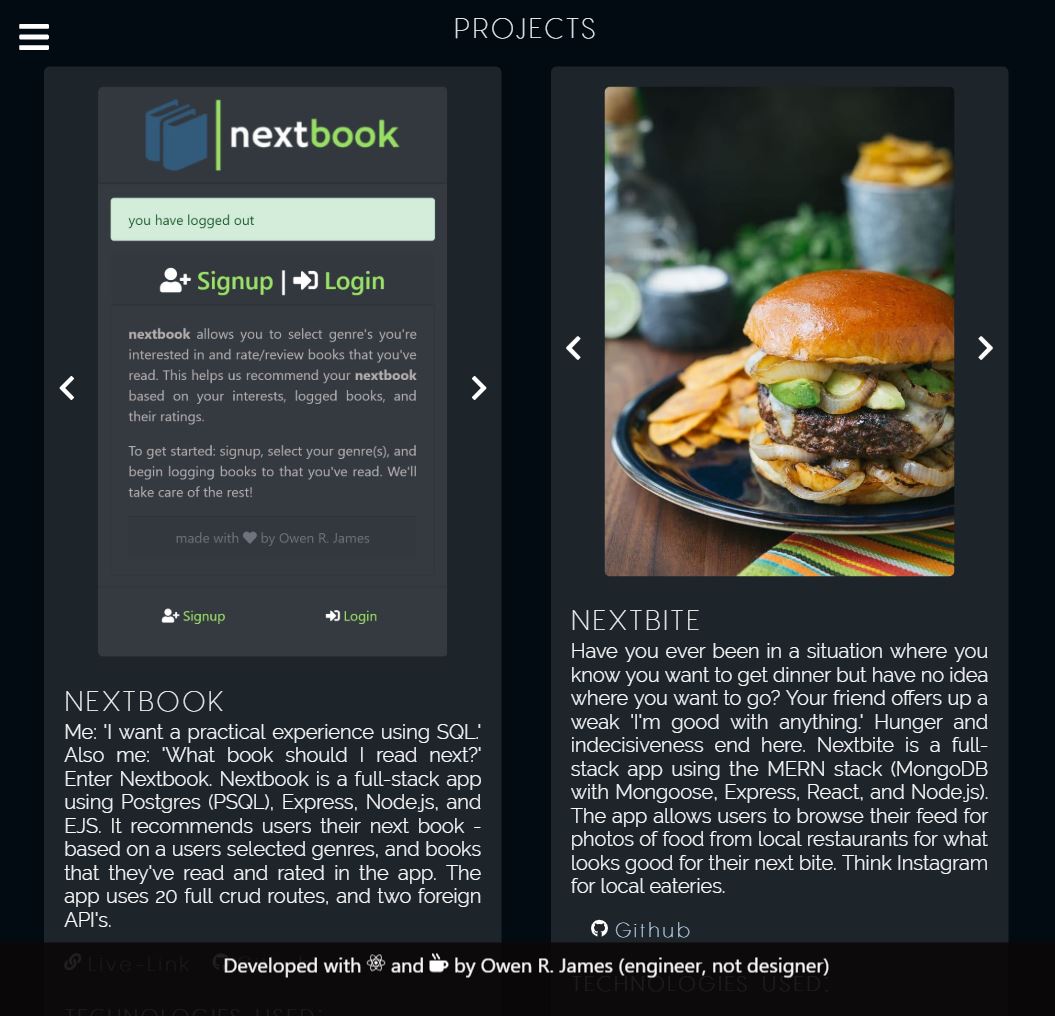 PROJECTS
nextbook
you have logged out
Signup | Login
nextbook allows you to select genre's you're
interested in and rate/review books that you've
read. This helps us recommend your nextbook
based on your interests, logged books, and
their ratings.
To get started: signup, select your genre(s), and
begin logging books to that you've read. We'll
take care of the rest!
made with by Owen R. James
Signup
Login
NEXTBOOK
Me: 'I want a practical experience using SQL.'
Also me: 'What book should I read next?'
Enter Nextbook. Nextbook is a full-stack app
using Postgres (PSQL), Express, Node.js, and
EJS. It recommends users their next book -
based on a users selected genres, and books
that they've read and rated in the app. The
app uses 20 full crud routes, and two foreign
API's.
Live-Link
TECHNOLOGIES USED:
NEXTBITE
Have you ever been in a situation where you
know you want to get dinner but have no idea
where you want to go? Your friend offers up a
weak 'I'm good with anything.' Hunger and
indecisiveness end here. Nextbite is a full-
stack app using the MERN stack (MongoDB
with Mongoose, Express, React, and Node.js).
The app allows users to browse their feed for
photos of food from local restaurants for what
looks good for their next bite. Think Instagram
for local eateries.
Github
TECHNOLOGIES USED:
Developed with and by Owen R. James (engineer, not designer)